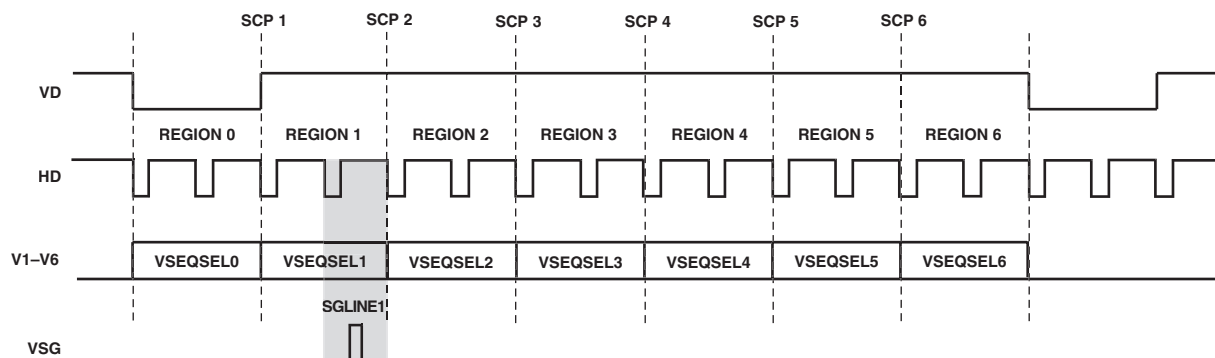 SCP 1 SCP 2 SCP 3 SCP 4 SCP 5 SCP 6
VD
REGION 0 REGION 1 REGION 2 REGION 3 REGION 4 REGION 5 REGION 6
HD
V1–V6 VSEQSEL0 VSEQSEL1 VSEQSEL2 VSEQSEL3 VSEQSEL4 VSEQSEL5 VSEQSEL6
SGLINE1
VSG